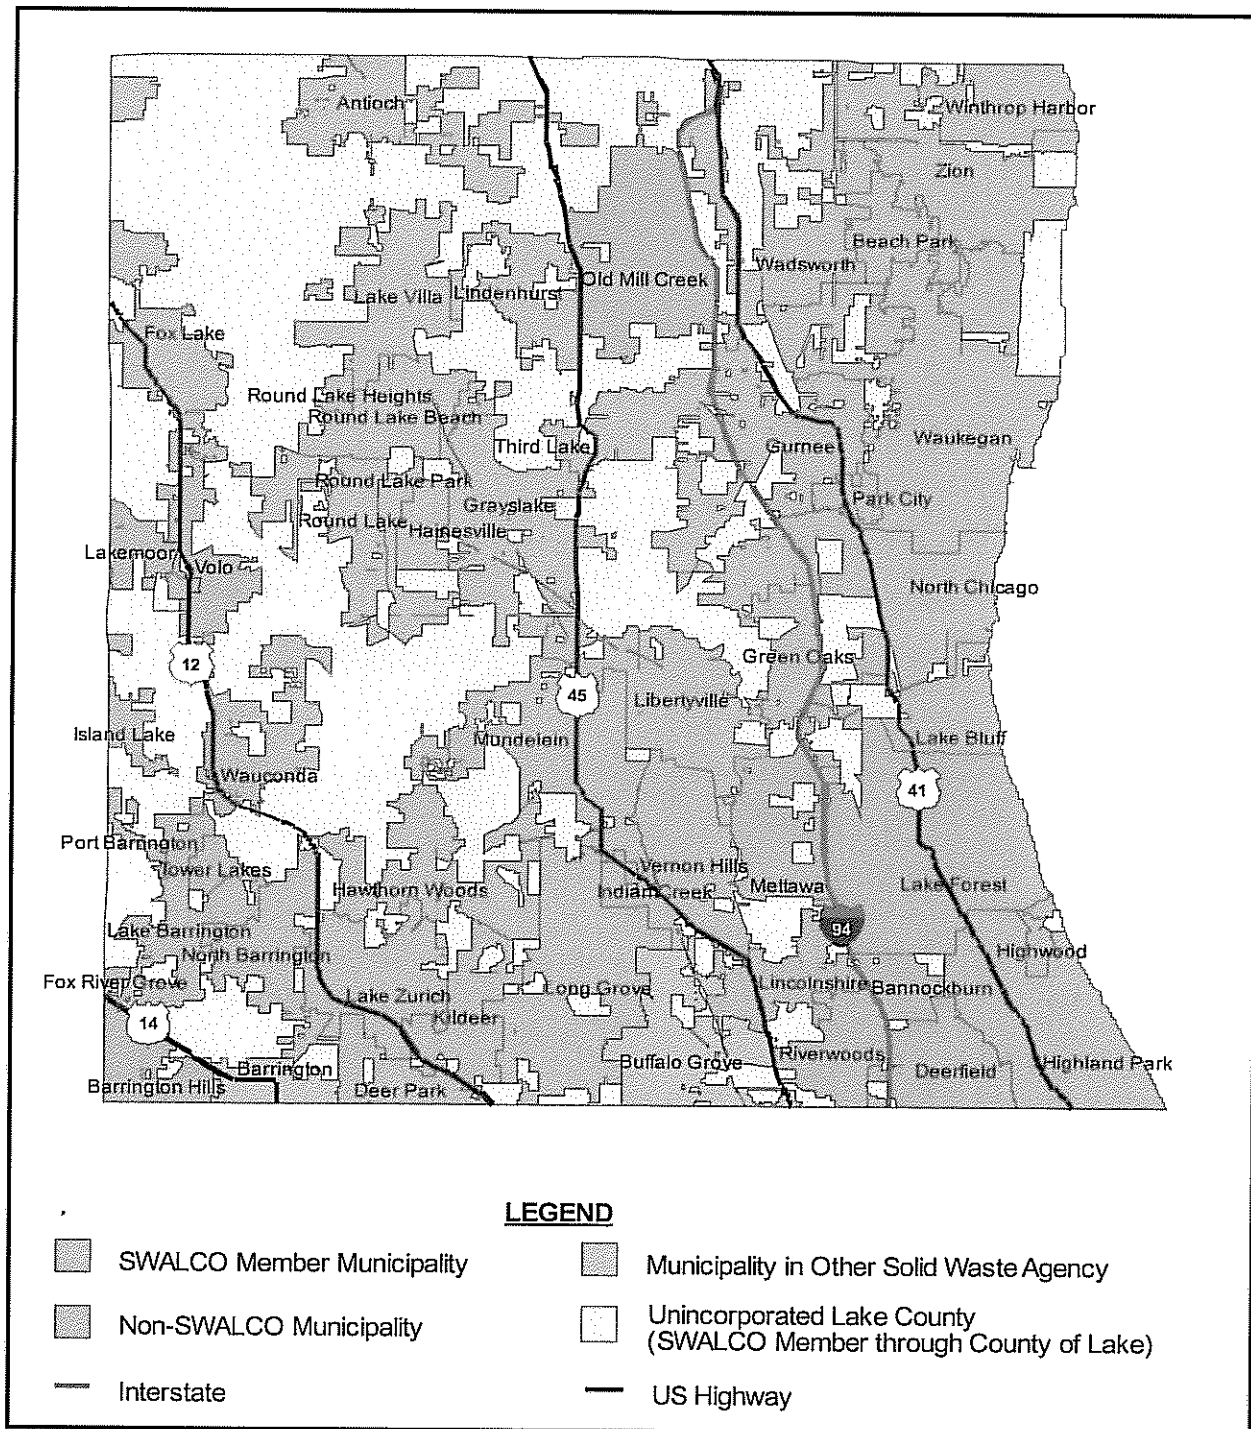 Antioch
Winthrop Harbor
Zion
Beach Park
Wadsworth
Old Mill Creek
Lake Villa
Lindenhurst
Fox Lake
Round Lake Heights
Round Lake Beach
Third Lake
Gurnee
Waukegan
Round Lake Park
Grayslake
Park City
Round Lake
Hainesville
Lakemoor
Volo
North Chicago
12
Green Oaks
45
Libertyville
Island Lake
Mundelein
Lake Bluff
Wauconda
41
Port Barrington
Tower Lakes
Vernon Hills
Hawthorn Woods
Indian Creek
Mettawa
Lake Forest
Lake Barrington
94
North Barrington
Highwood
Fox River Grove
Lake Zurich
Long Grove
Lincolnshire
Bannockburn
14
Kildeer
Buffalo Grove
Riverwoods
Barrington
Deerfield
Highland Park
Barrington Hills
Deer Park
LEGEND
SWALCO Member Municipality
Municipality in Other Solid Waste Agency
Non-SWALCO Municipality
Unincorporated Lake County
(SWALCO Member through County of Lake)
Interstate
US Highway